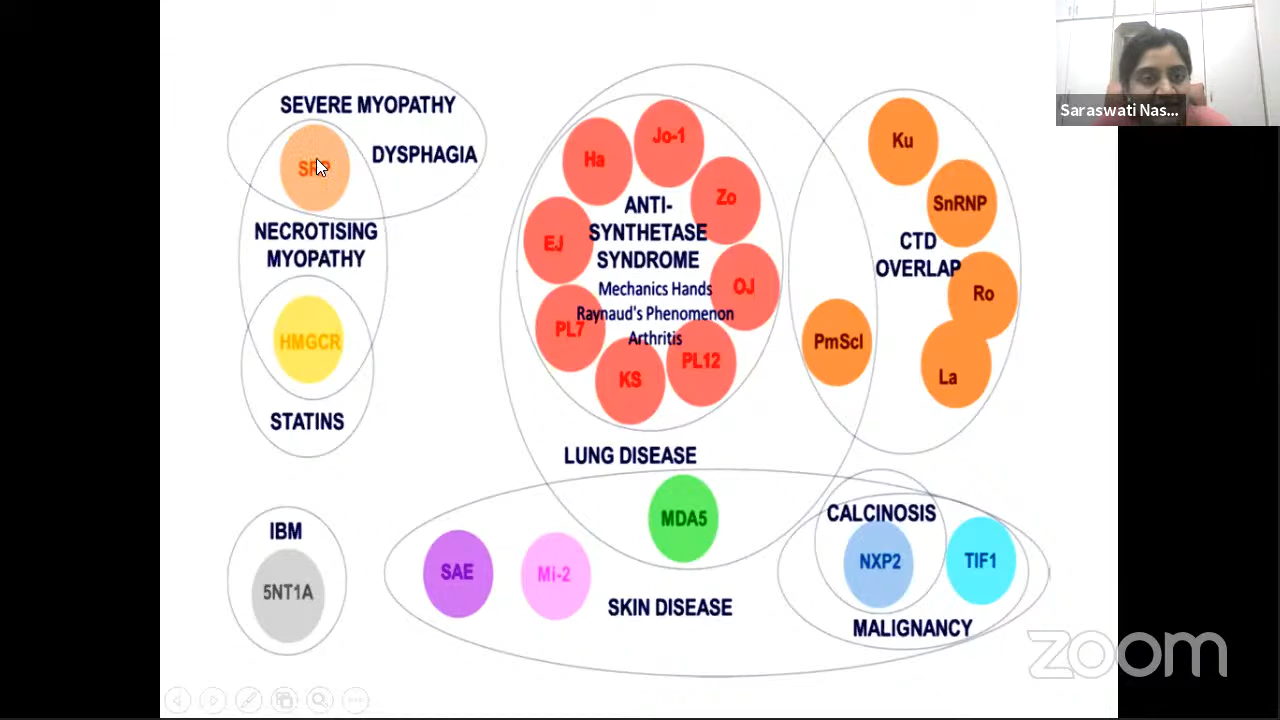 Saraswati Nas...
SEVERE MYOPATHY
DYSPHAGIA
SRP
NECROTISING
MYOPATHY
HMGCR
STATINS
IBM
5NT1A
Jo-1
Ha
Zo
EJ
OJ
PL7
PL12
KS
ANTI-
SYNTHETASE
SYNDROME
Mechanics Hands
Raynaud's Phenomenon
Arthritis
LUNG DISEASE
Ku
SnRNP
CTD
OVERLAP
Ro
PmScl
La
MDA5
SAE
Mi-2
SKIN DISEASE
CALCINOSIS
NXP2
TIF1
MALIGNANCY
zoom